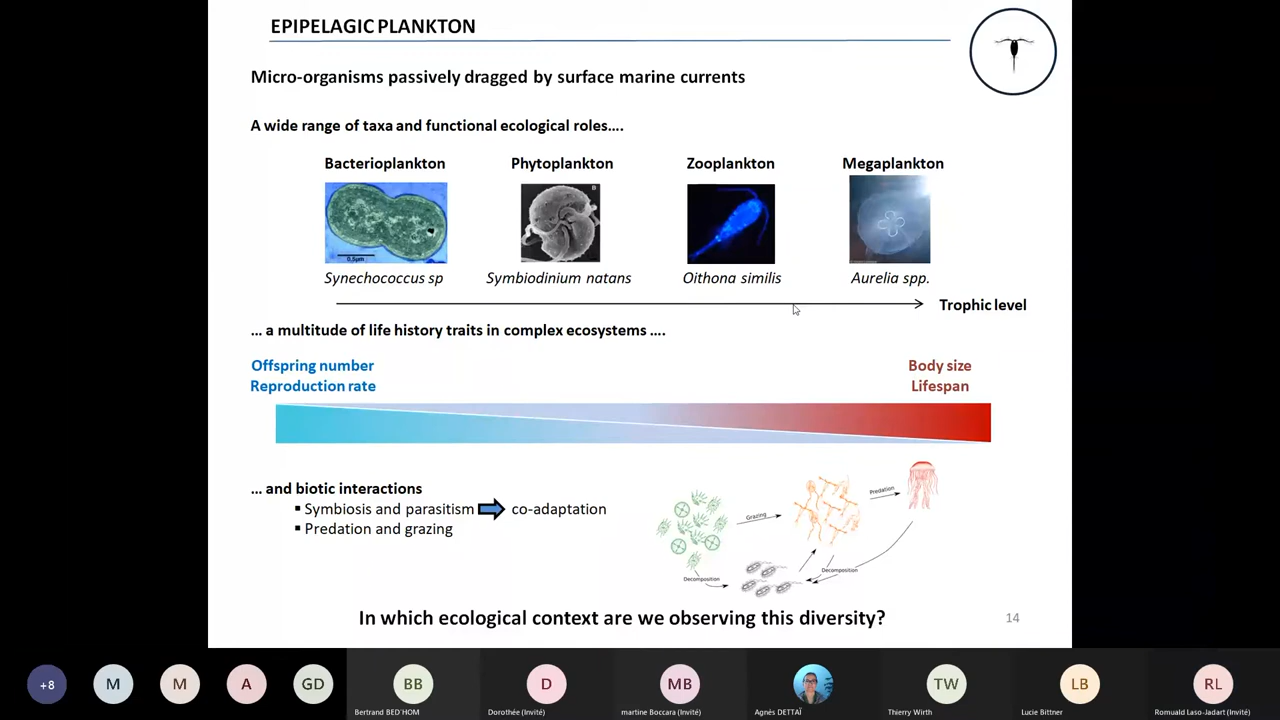 EPIPELAGIC PLANKTON
Micro-organisms passively dragged by surface marine currents
A wide range of taxa and functional ecological roles....
Bacterioplankton Phytoplankton Zooplankton Megaplankton
B
0,5µm
Synechococcus sp Symbiodinium natans Oithona similis Aurelia spp.
Trophic level
... a multitude of life history traits in complex ecosystems ....
Offspring number Body size
Reproduction rate Lifespan
... and biotic interactions
▪ Symbiosis and parasitism co-adaptation
▪ Predation and grazing
Predation
Grazing
Decomposition
Decomposition
In which ecological context are we observing this diversity?
14
+8 M M A GD BB D MB TW LB RL
Bertrand BED'HOM Dorothée (Invité) martine Boccara (Invité) Agnès DETTAÏ Thierry Wirth Lucie Bittner Romuald Laso-Jadart (Invité)